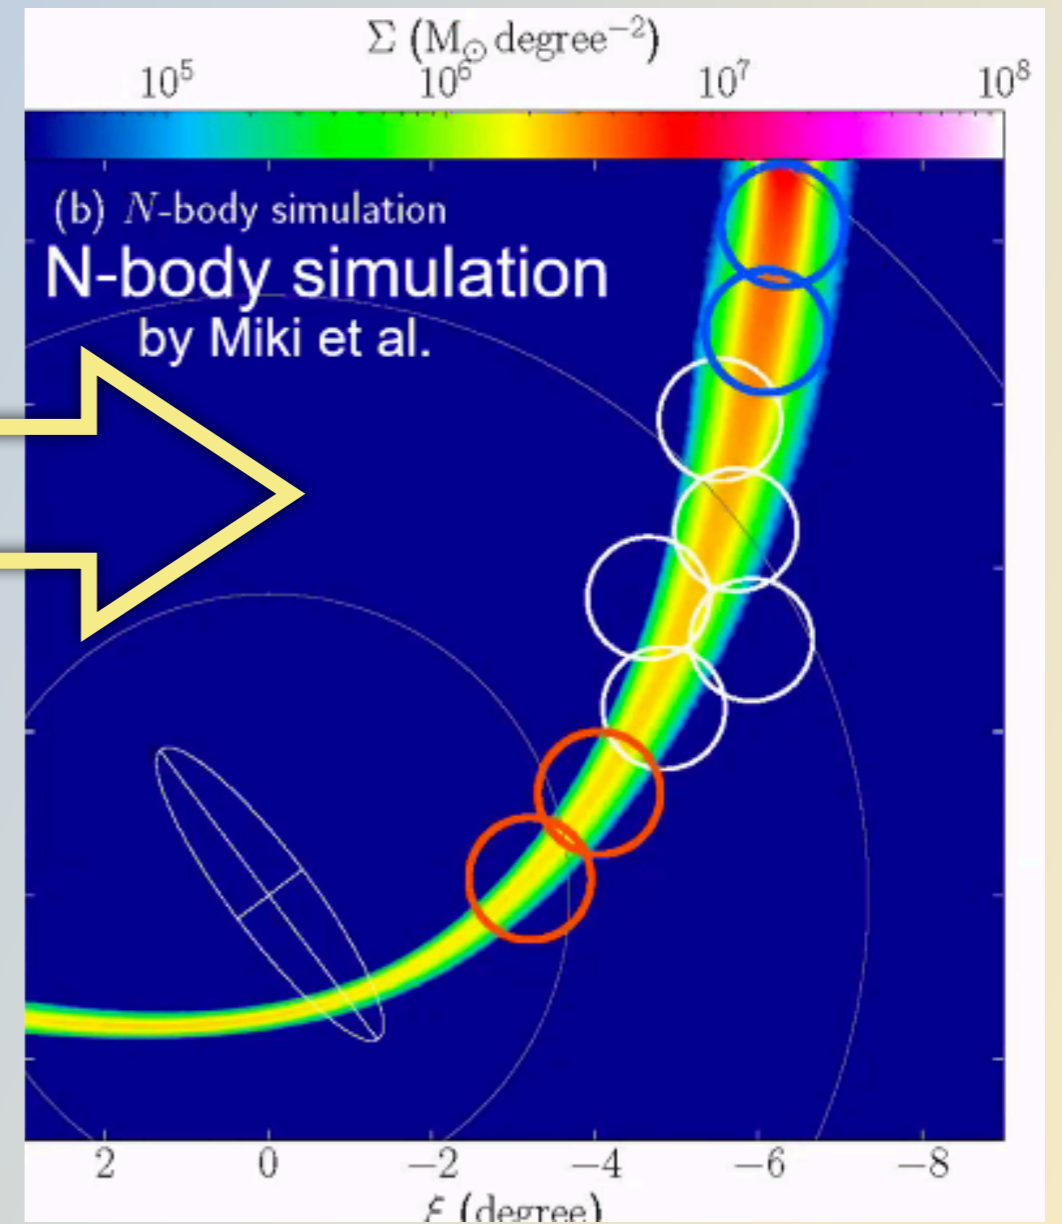 Σ (M⊙ degree⁻²)
10⁵ 10⁶ 10⁷ 10⁸
(b) N-body simulation
N-body simulation
by Miki et al.
2 0 −2 −4 −6 −8
ξ (degree)